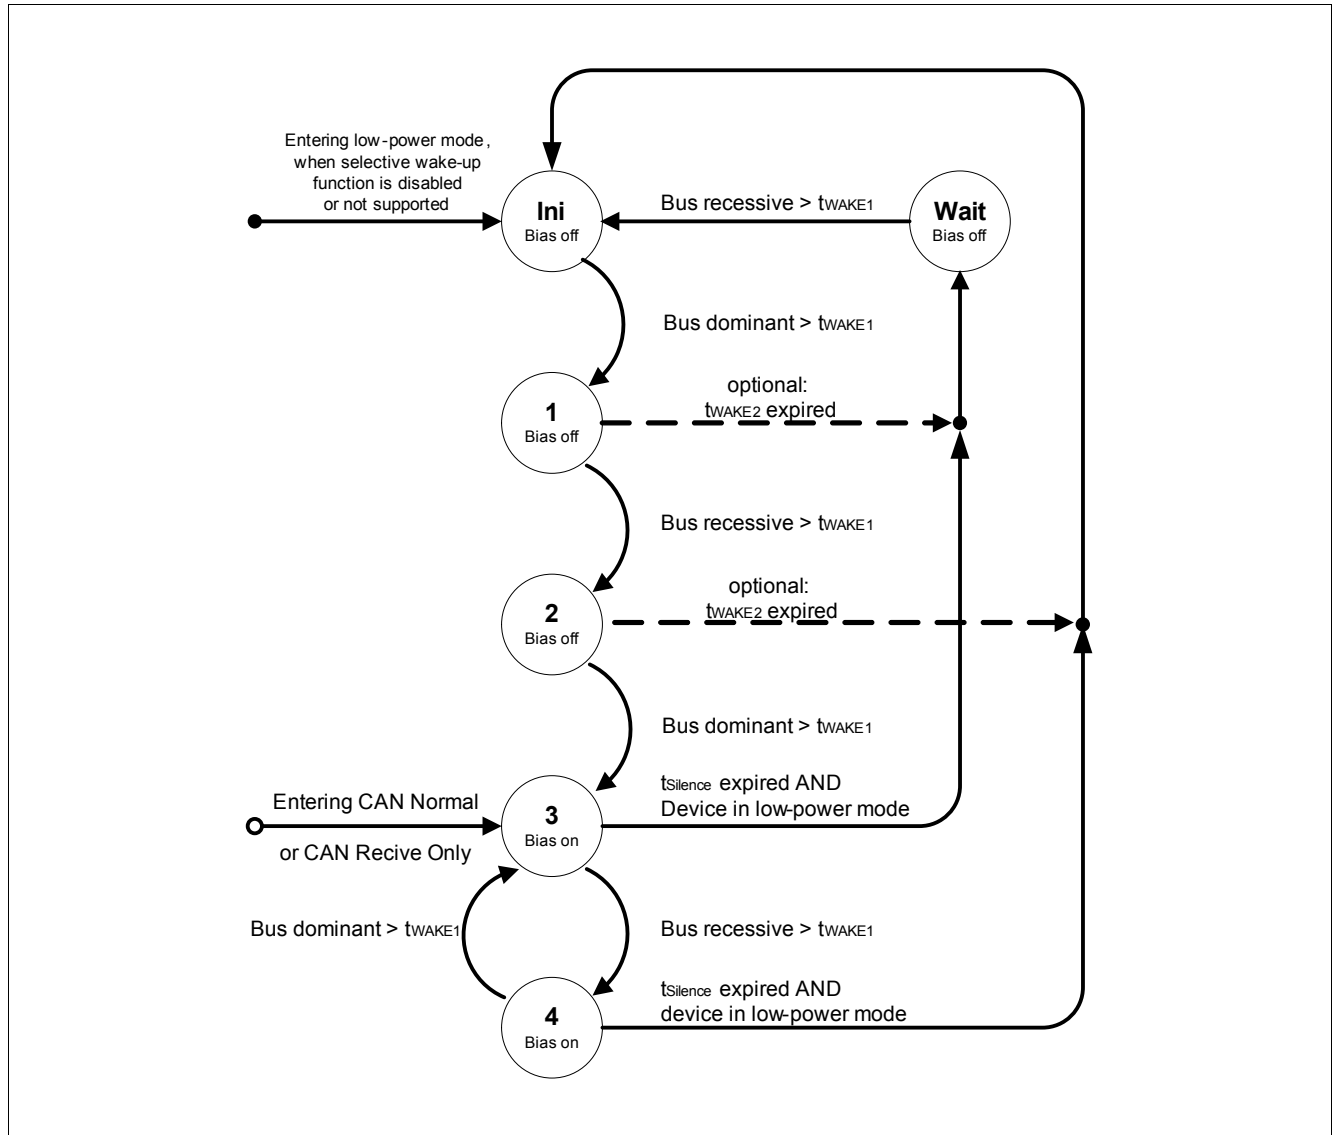 Entering low-power mode,
when selective wake-up
function is disabled
or not supported
Ini
Bias off
Bus recessive > tWAKE1
Wait
Bias off
Bus dominant > tWAKE1
1
Bias off
optional:
tWAKE2 expired
Bus recessive > tWAKE1
2
Bias off
optional:
tWAKE2 expired
Bus dominant > tWAKE1
Entering CAN Normal
or CAN Recive Only
3
Bias on
tSilence expired AND
Device in low-power mode
Bus dominant > tWAKE1
Bus recessive > tWAKE1
4
Bias on
tSilence expired AND
device in low-power mode